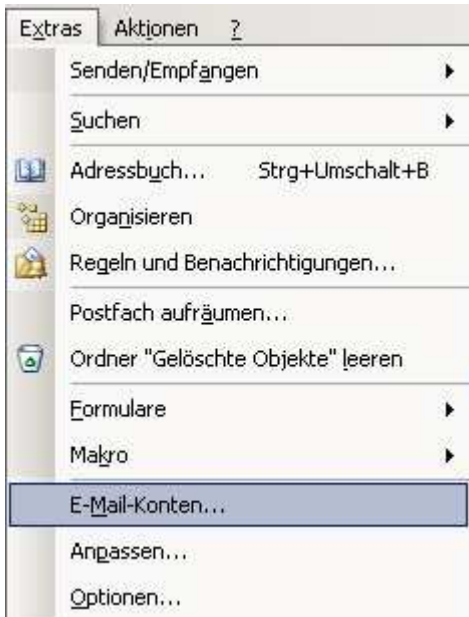 Extras Aktionen ?
Senden/Empfangen
Suchen
Adressbuch... Strg+Umschalt+B
Organisieren
Regeln und Benachrichtigungen...
Postfach aufräumen...
Ordner "Gelöschte Objekte" leeren
Formulare
Makro
E-Mail-Konten...
Anpassen...
Optionen...